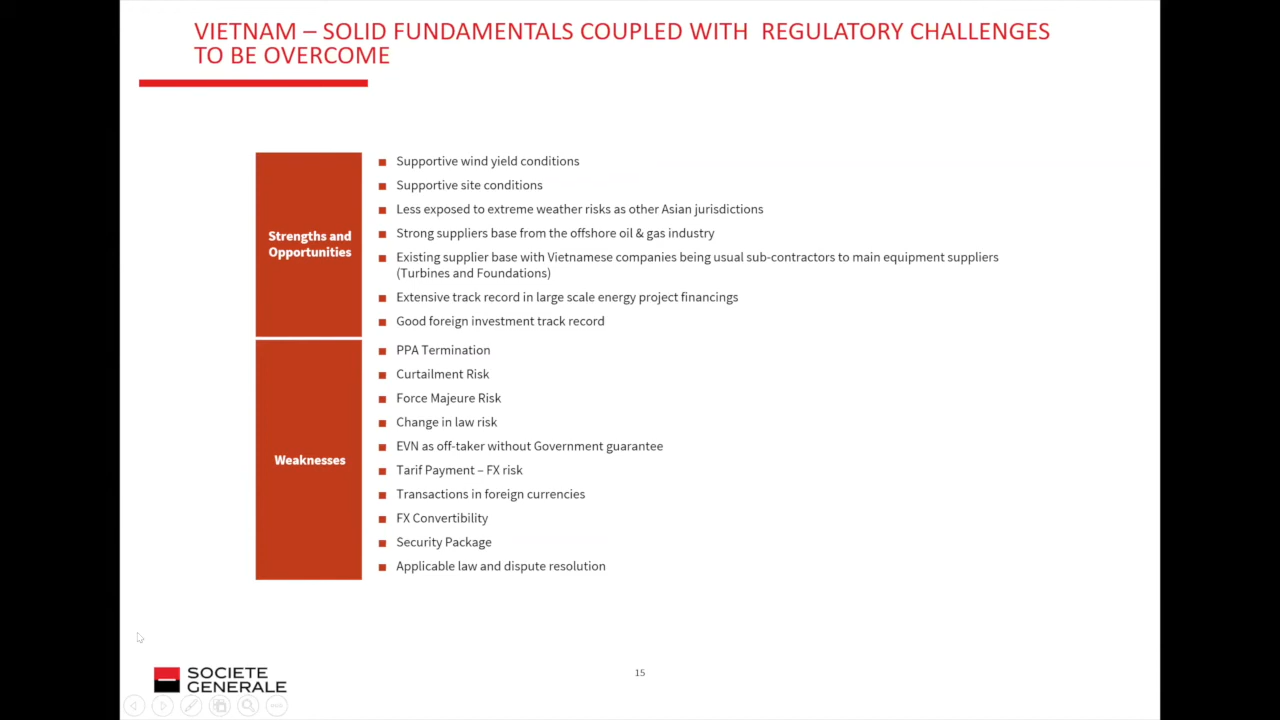 VIETNAM – SOLID FUNDAMENTALS COUPLED WITH REGULATORY CHALLENGES
TO BE OVERCOME
Strengths and
Opportunities
Supportive wind yield conditions
Supportive site conditions
Less exposed to extreme weather risks as other Asian jurisdictions
Strong suppliers base from the offshore oil & gas industry
Existing supplier base with Vietnamese companies being usual sub-contractors to main equipment suppliers
(Turbines and Foundations)
Extensive track record in large scale energy project financings
Good foreign investment track record
Weaknesses
PPA Termination
Curtailment Risk
Force Majeure Risk
Change in law risk
EVN as off-taker without Government guarantee
Tarif Payment – FX risk
Transactions in foreign currencies
FX Convertibility
Security Package
Applicable law and dispute resolution
SOCIETE
GENERALE
15